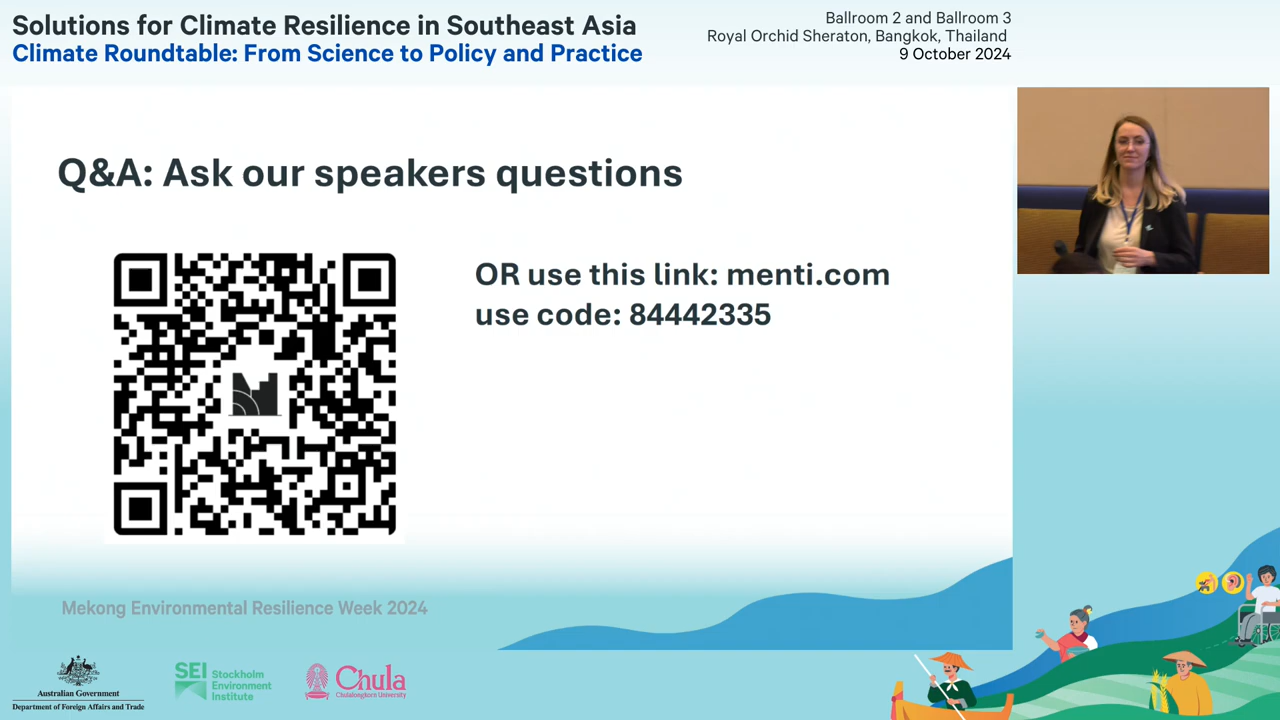 Solutions for Climate Resilience in Southeast Asia
Climate Roundtable: From Science to Policy and Practice
Ballroom 2 and Ballroom 3
Royal Orchid Sheraton, Bangkok, Thailand
9 October 2024
Q&A: Ask our speakers questions
OR use this link: menti.com
use code: 84442335
Mekong Environmental Resilience Week 2024
Australian Government
Department of Foreign Affairs and Trade
SEI Stockholm
Environment
Institute
Chula
Chulalongkorn University